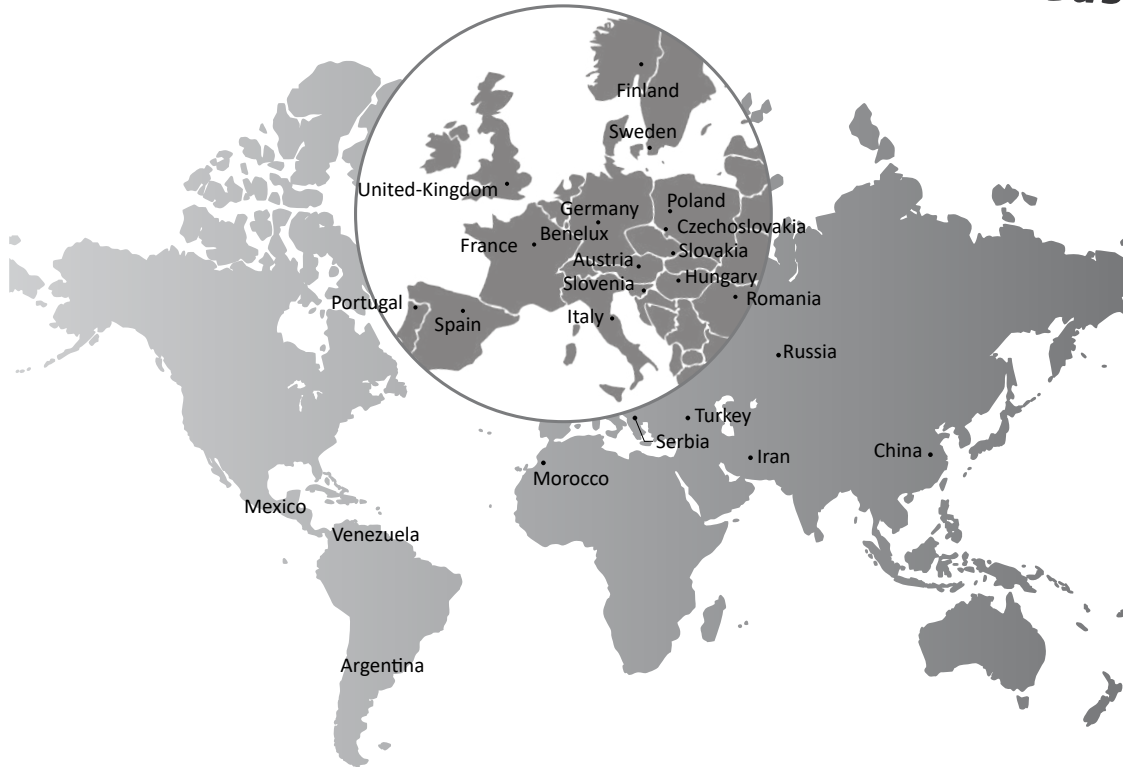 Finland
Sweden
United-Kingdom
Poland
Germany
Czechoslovakia
Benelux
France
Slovakia
Austria
Hungary
Slovenia
Romania
Portugal
Italy
Spain
Russia
Turkey
Serbia
China
Iran
Morocco
Mexico
Venezuela
Argentina